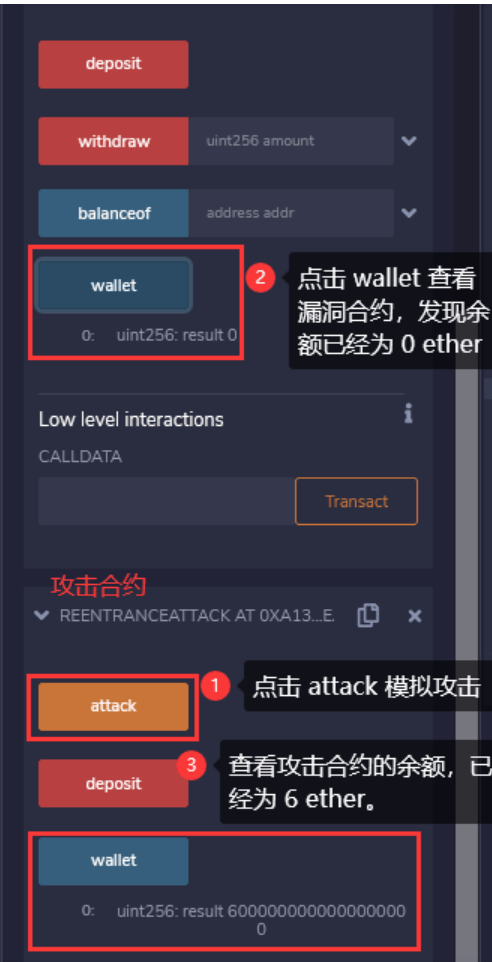 deposit
withdraw
uint256 amount
balanceof
address addr
wallet
0: uint256: result 0
2
点击 wallet 查看
漏洞合约，发现余
额已经为 0 ether
Low level interactions
i
CALLDATA
Transact
攻击合约
REENTRANCEATTACK AT 0XA13...E.
attack
1
点击 attack 模拟攻击
deposit
3
查看攻击合约的余额，已
经为 6 ether。
wallet
0: uint256: result 600000000000000000
0